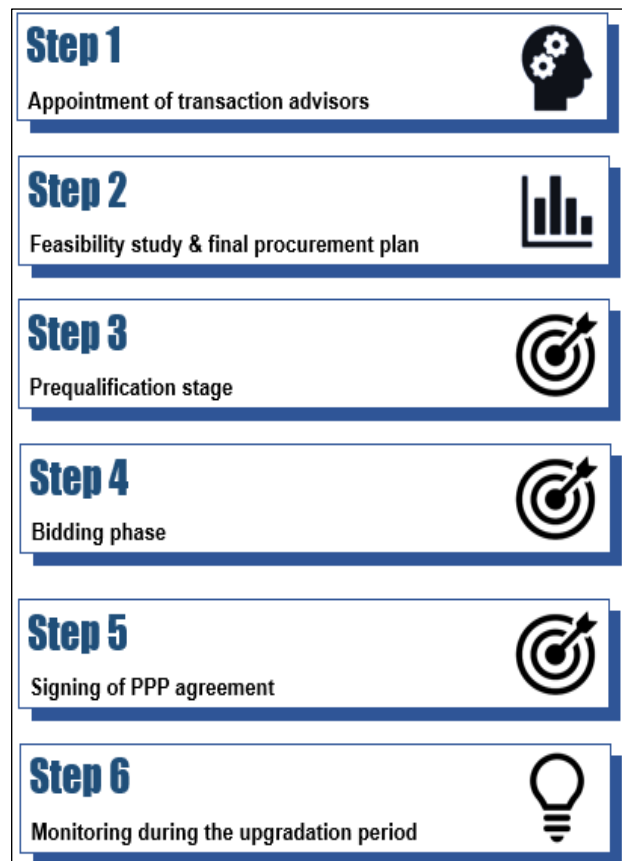 Step 1
Appointment of transaction advisors
Step 2
Feasibility study & final procurement plan
Step 3
Prequalification stage
Step 4
Bidding phase
Step 5
Signing of PPP agreement
Step 6
Monitoring during the upgradation period